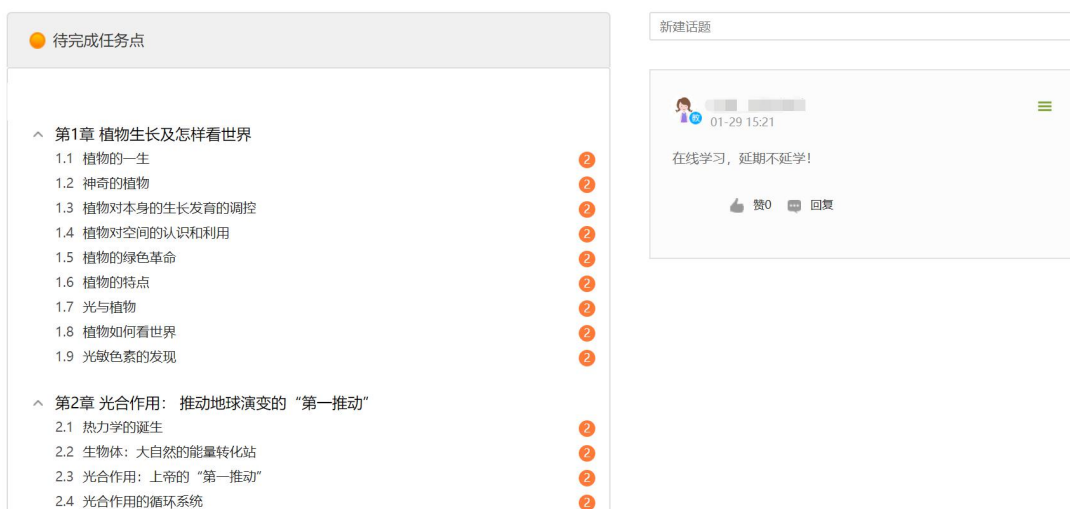 待完成任务点
第1章 植物生长及怎样看世界
1.1 植物的一生 2
1.2 神奇的植物 2
1.3 植物对本身的生长发育的调控 2
1.4 植物对空间的认识和利用 2
1.5 植物的绿色革命 2
1.6 植物的特点 2
1.7 光与植物 2
1.8 植物如何看世界 2
1.9 光敏色素的发现 2
第2章 光合作用： 推动地球演变的“第一推动”
2.1 热力学的诞生 2
2.2 生物体：大自然的能量转化站 2
2.3 光合作用：上帝的“第一推动” 2
2.4 光合作用的循环系统 2
新建话题
教
01-29 15:21
在线学习，延期不延学！
赞0 回复